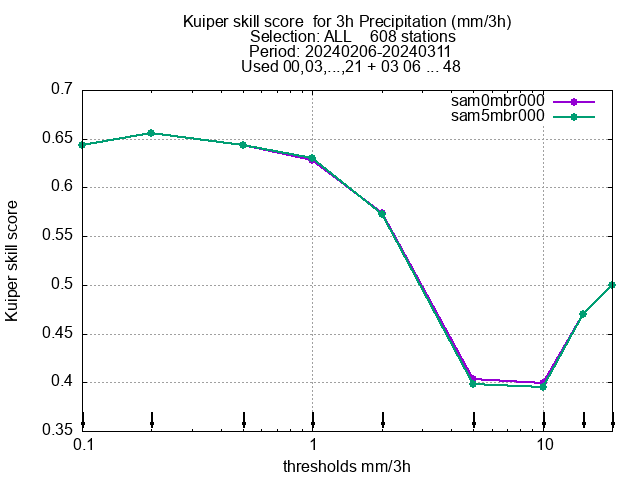 Kuiper skill score  for 3h Precipitation (mm/3h)
Selection: ALL    608 stations
Period: 20240206-20240311
Used 00,03,...,21 + 03 06 ... 48
sam0mbr000
sam5mbr000
0.7
0.65
0.6
0.55
0.5
0.45
0.4
0.35
Kuiper skill score
0.1
1
10
thresholds mm/3h